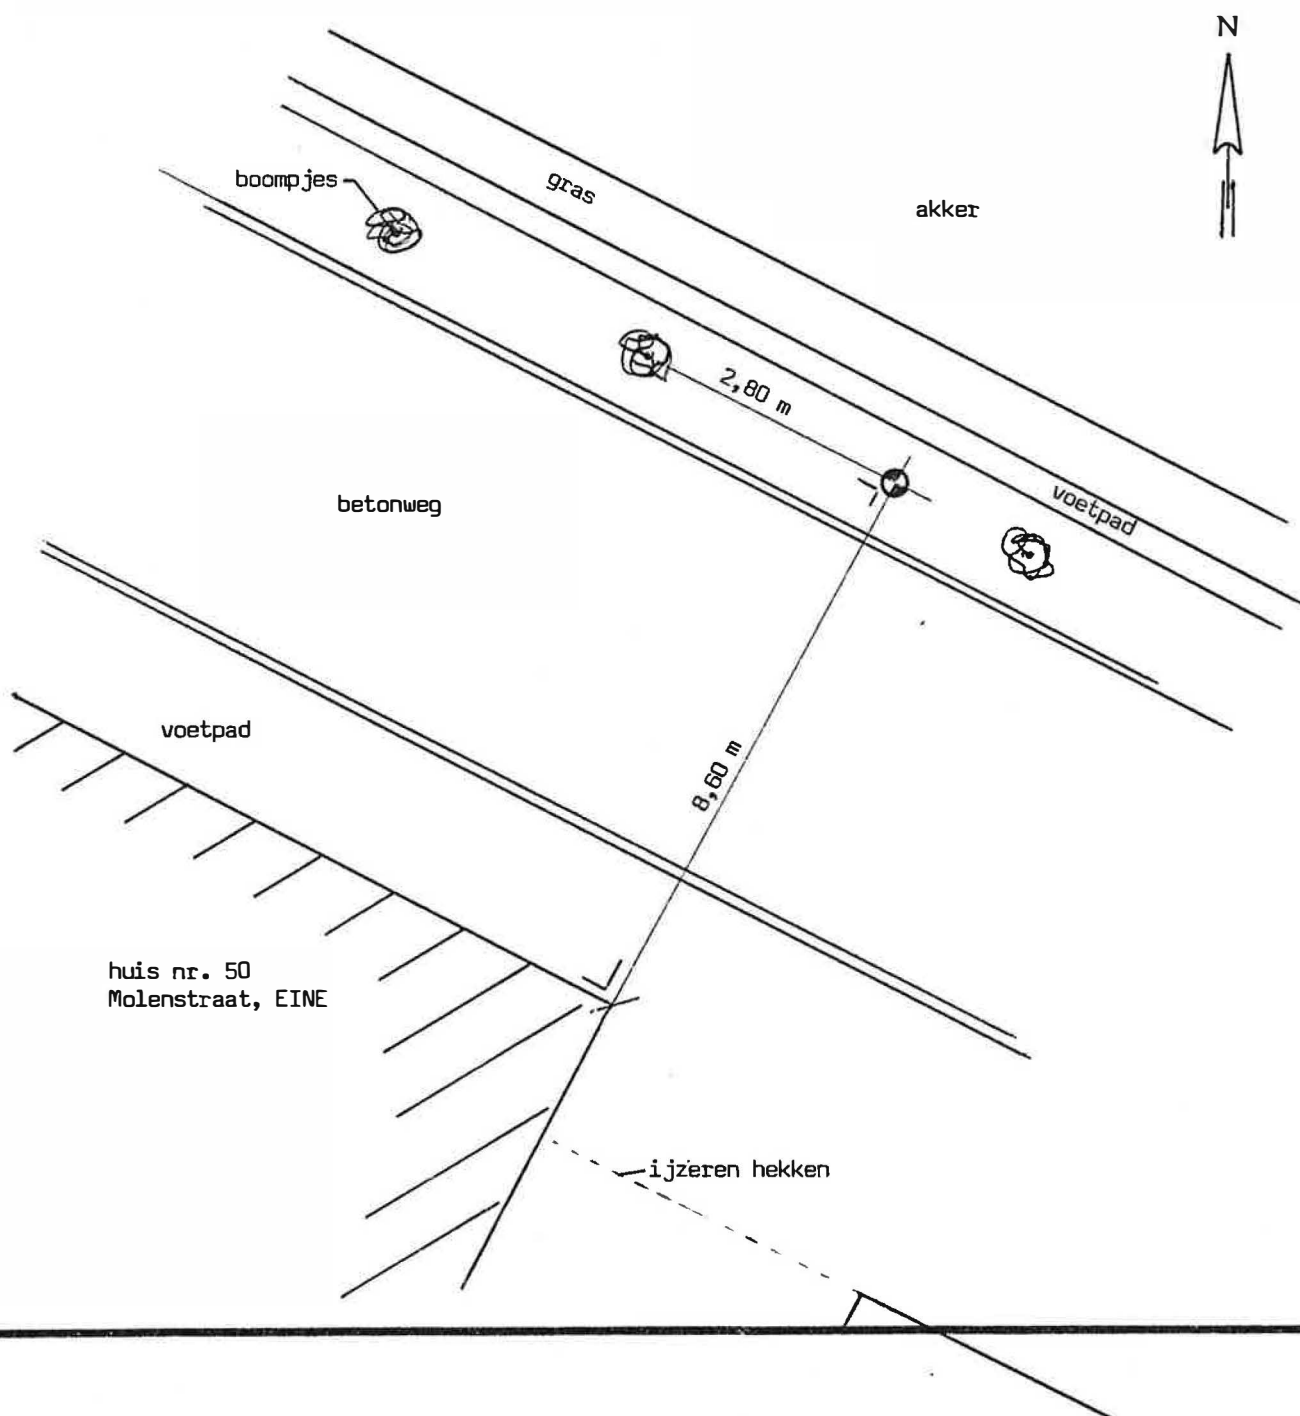 N
boompjes
gras
akker
2,80 m
betonweg
voetpad
voetpad
8,60 m
huis nr. 50
Molenstraat, EINE
ijzeren hekken